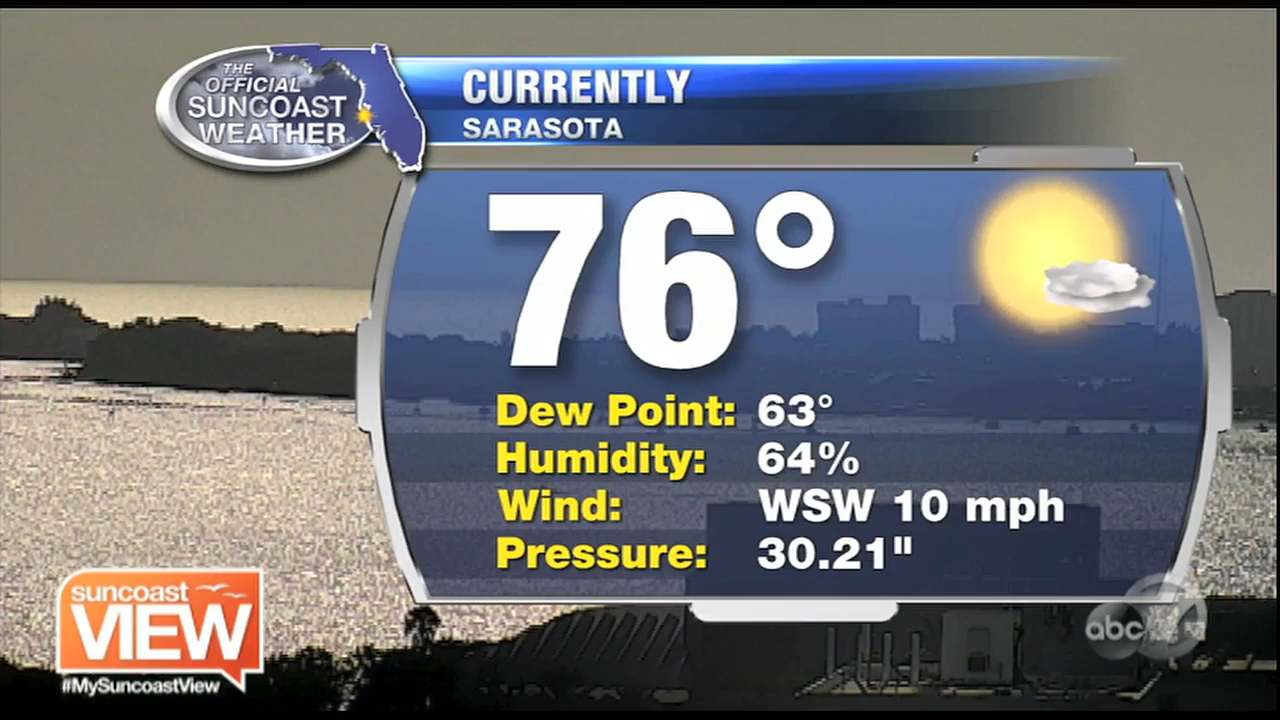 THE
OFFICIAL
SUNCOAST
WEATHER
CURRENTLY
SARASOTA
76°
Dew Point: 63°
Humidity: 64%
Wind: WSW 10 mph
Pressure: 30.21"
suncoast
VIEW
#MySuncoastView
abc